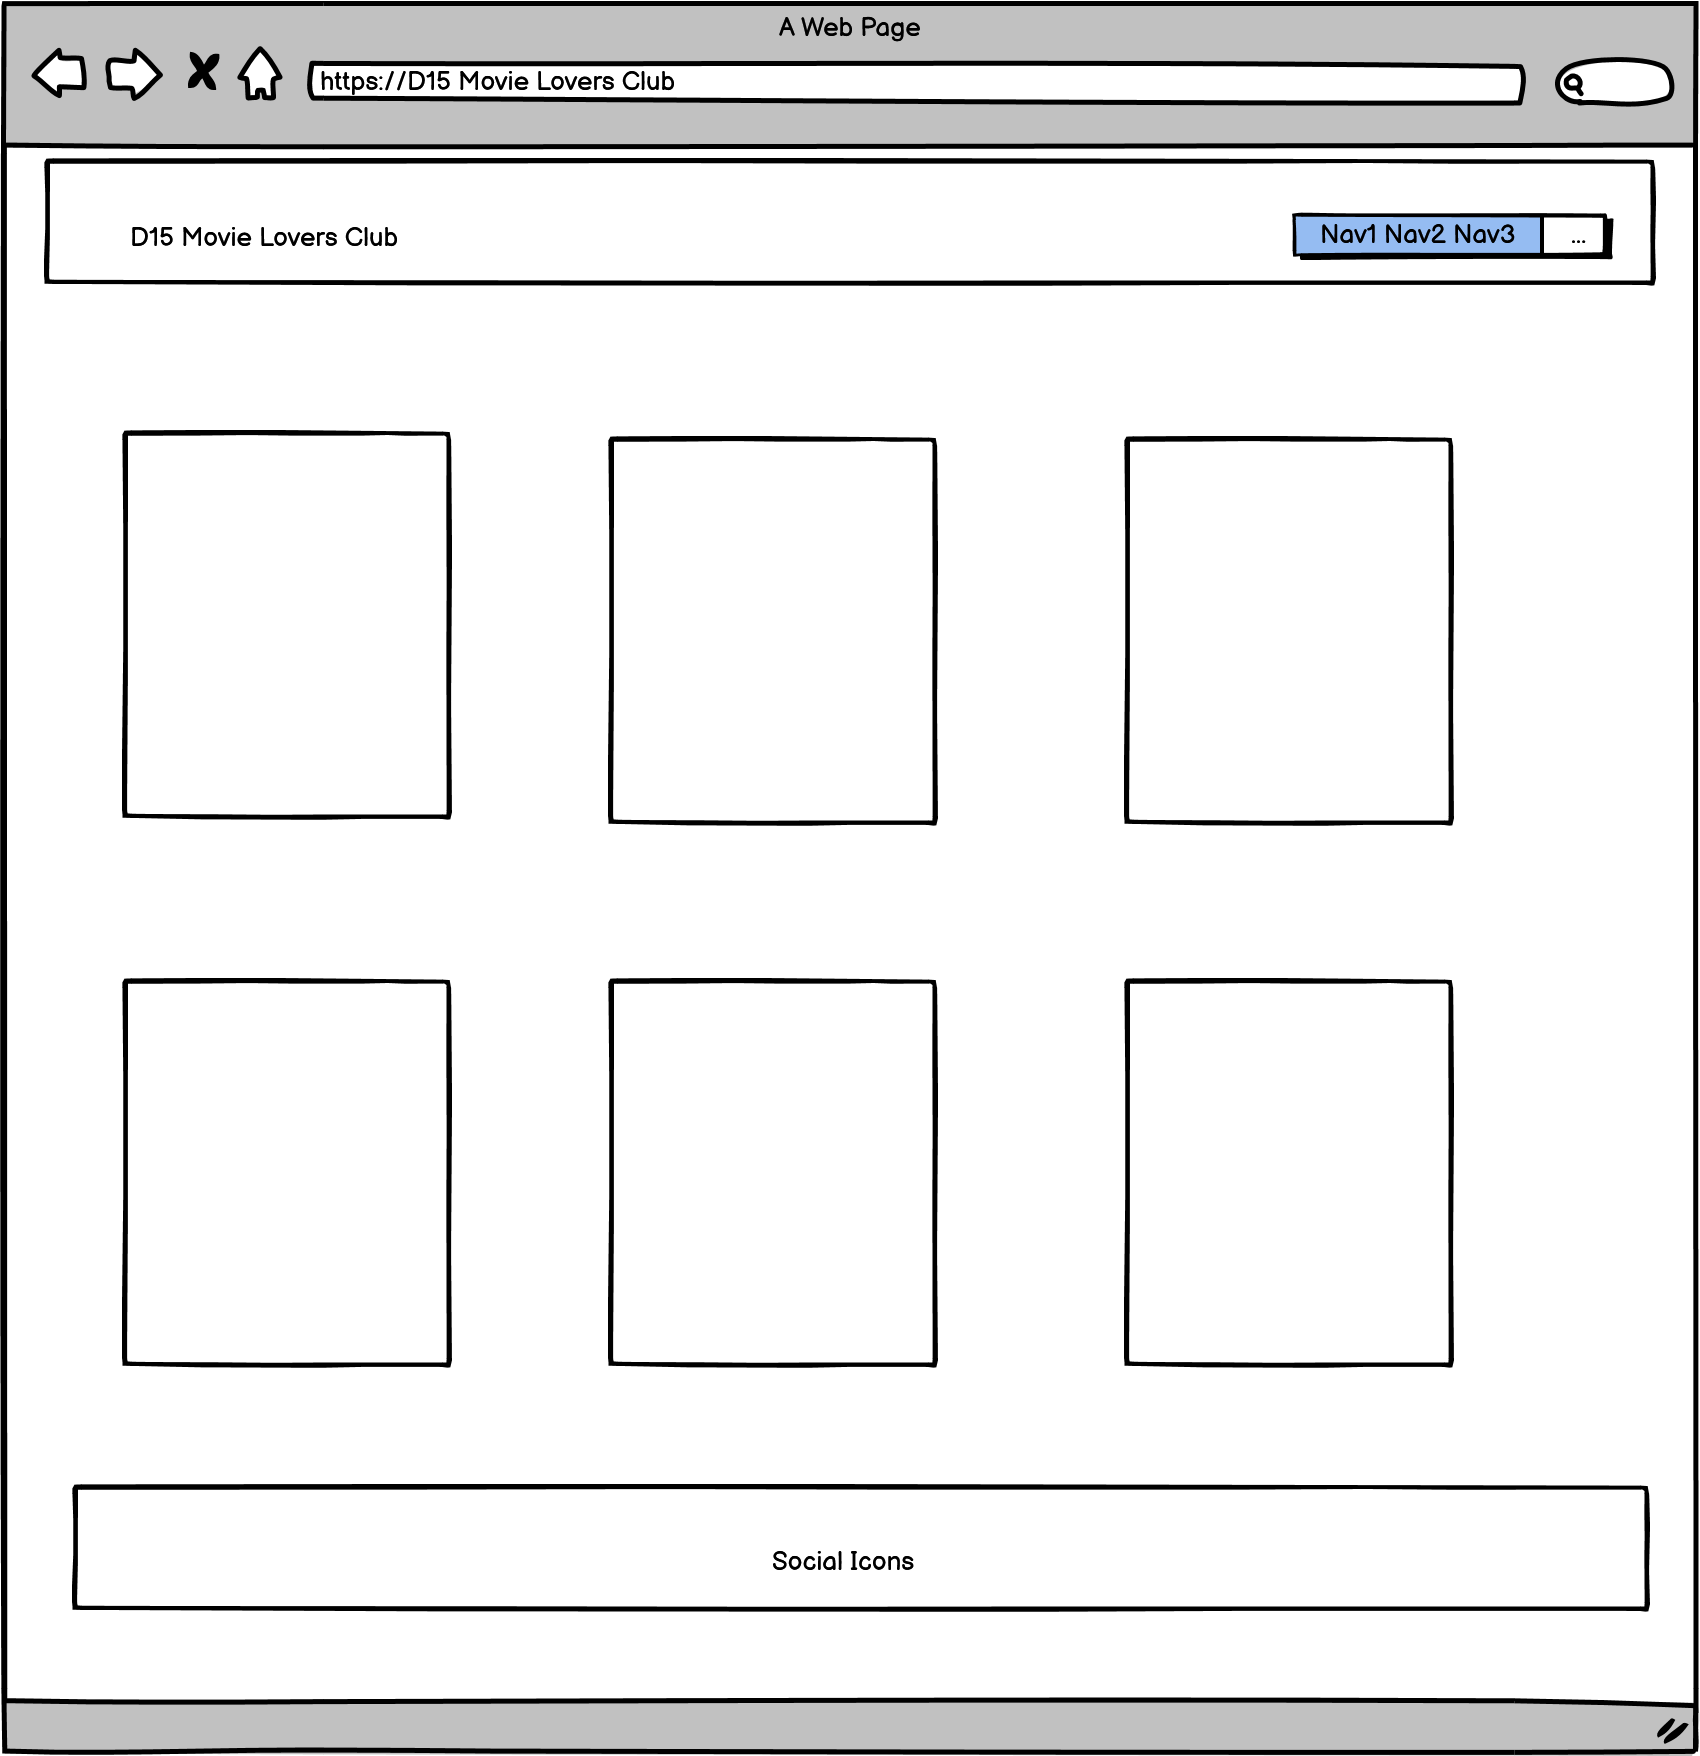 A Web Page
https://D15 Movie Lovers Club
D15 Movie Lovers Club
Nav1 Nav2 Nav3 ...
Social Icons